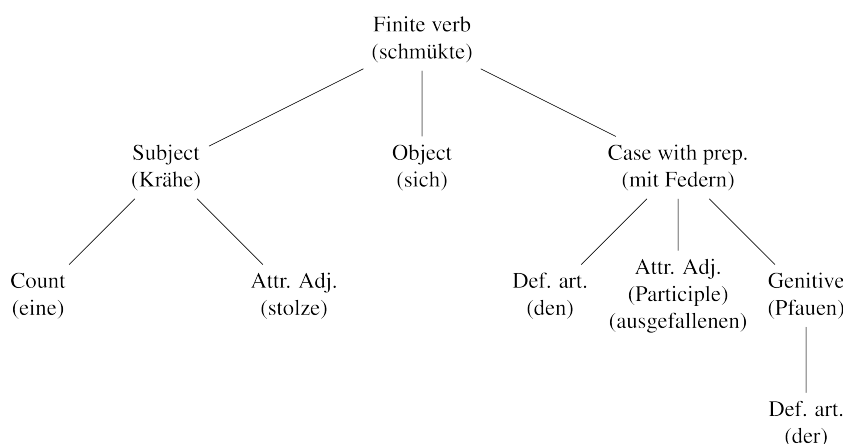 Finite verb
(schmükte)
Subject
(Krähe)
Object
(sich)
Case with prep.
(mit Federn)
Count
(eine)
Attr. Adj.
(stolze)
Def. art.
(den)
Attr. Adj.
(Participle)
(ausgefallenen)
Genitive
(Pfauen)
Def. art.
(der)